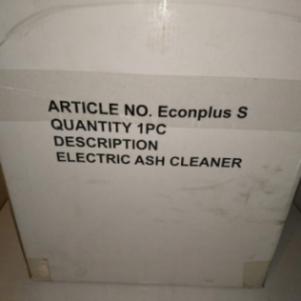 ARTICLE NO. Econplus S
QUANTITY 1PC
DESCRIPTION
ELECTRIC ASH CLEANER